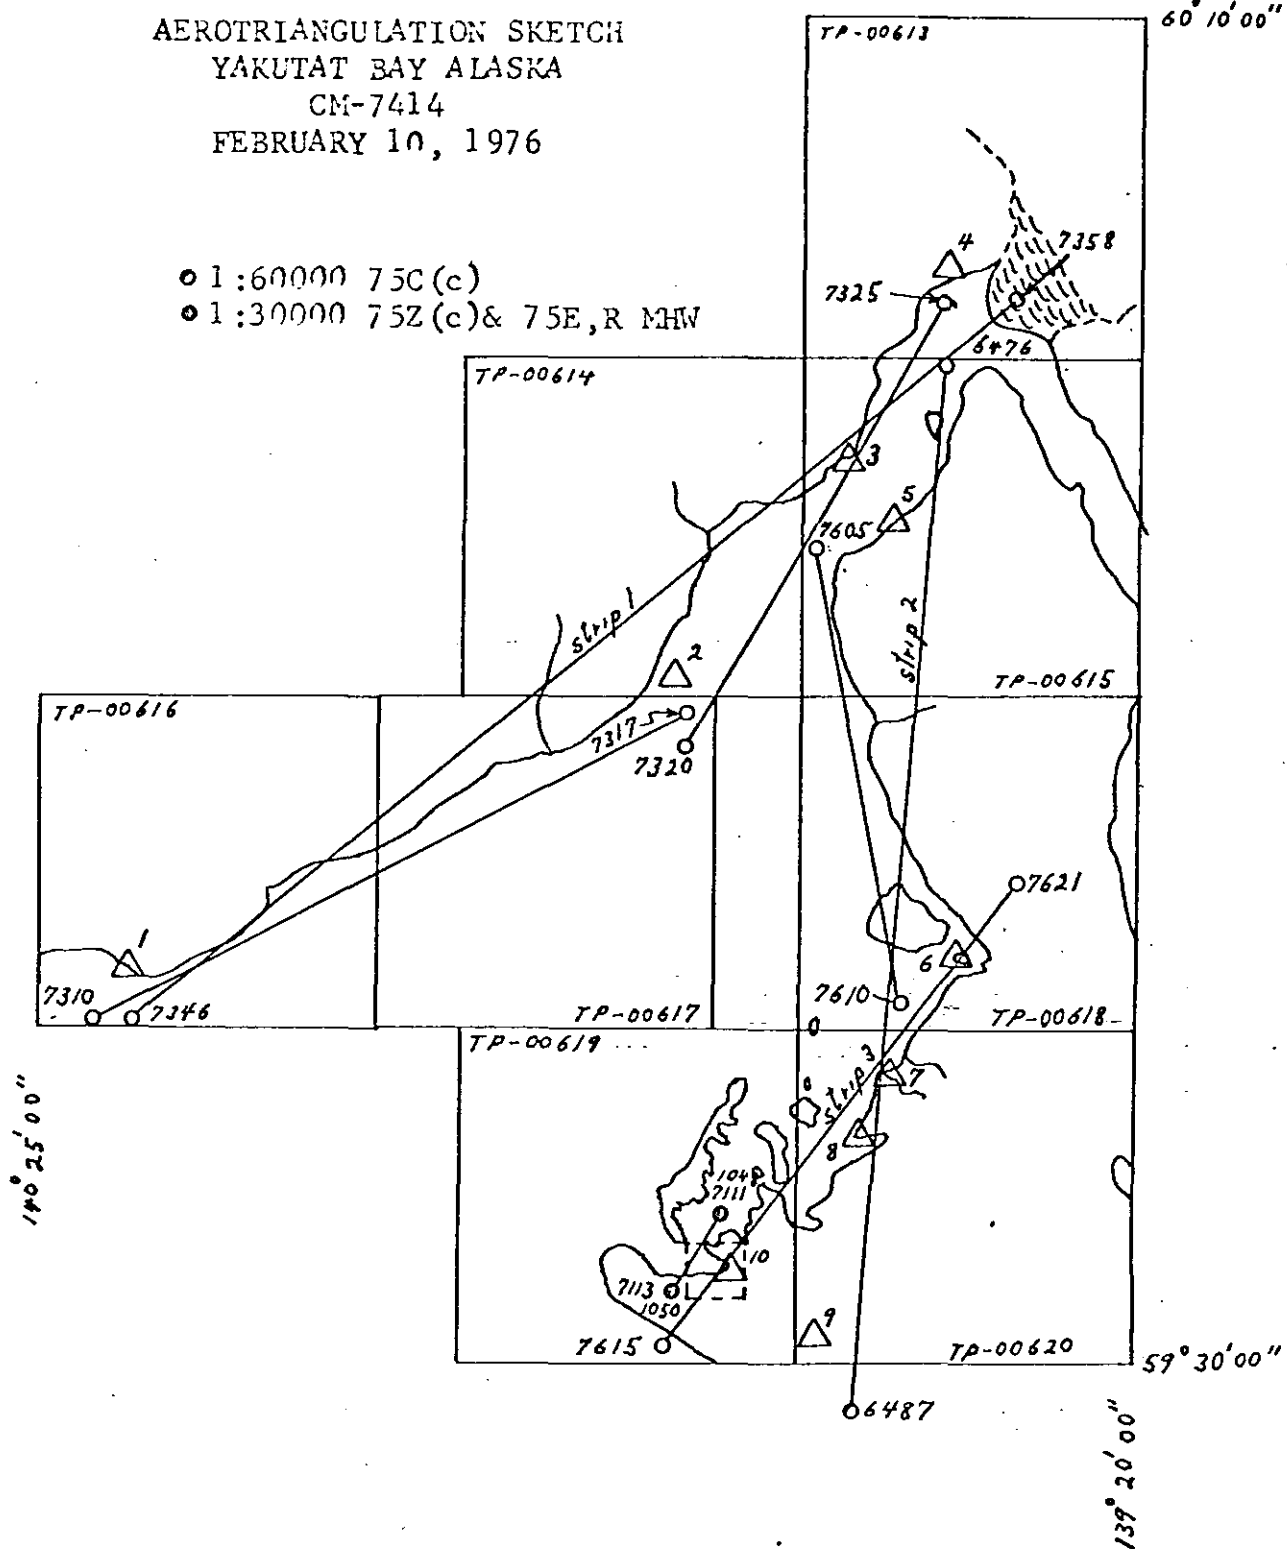 AEROTRIANGULATION SKETCH
YAKUTAT BAY ALASKA
CM-7414
FEBRUARY 10, 1976
1:60000 75C(c)
1:30000 75Z(c)& 75E,R MHW
60°10'00"
TP-00613
4
7358
7325
6476
TP-00614
3
5
7605
strip 1
strip 2
2
TP-00615
TP-00616
7317
7320
7621
1
6
7310
7346
7610
TP-00617
TP-00618
TP-00619
strip 3
7
8
140°25'00"
7111
10
7113
1050
9
7615
TP-00620
59°30'00"
6487
139°20'00"